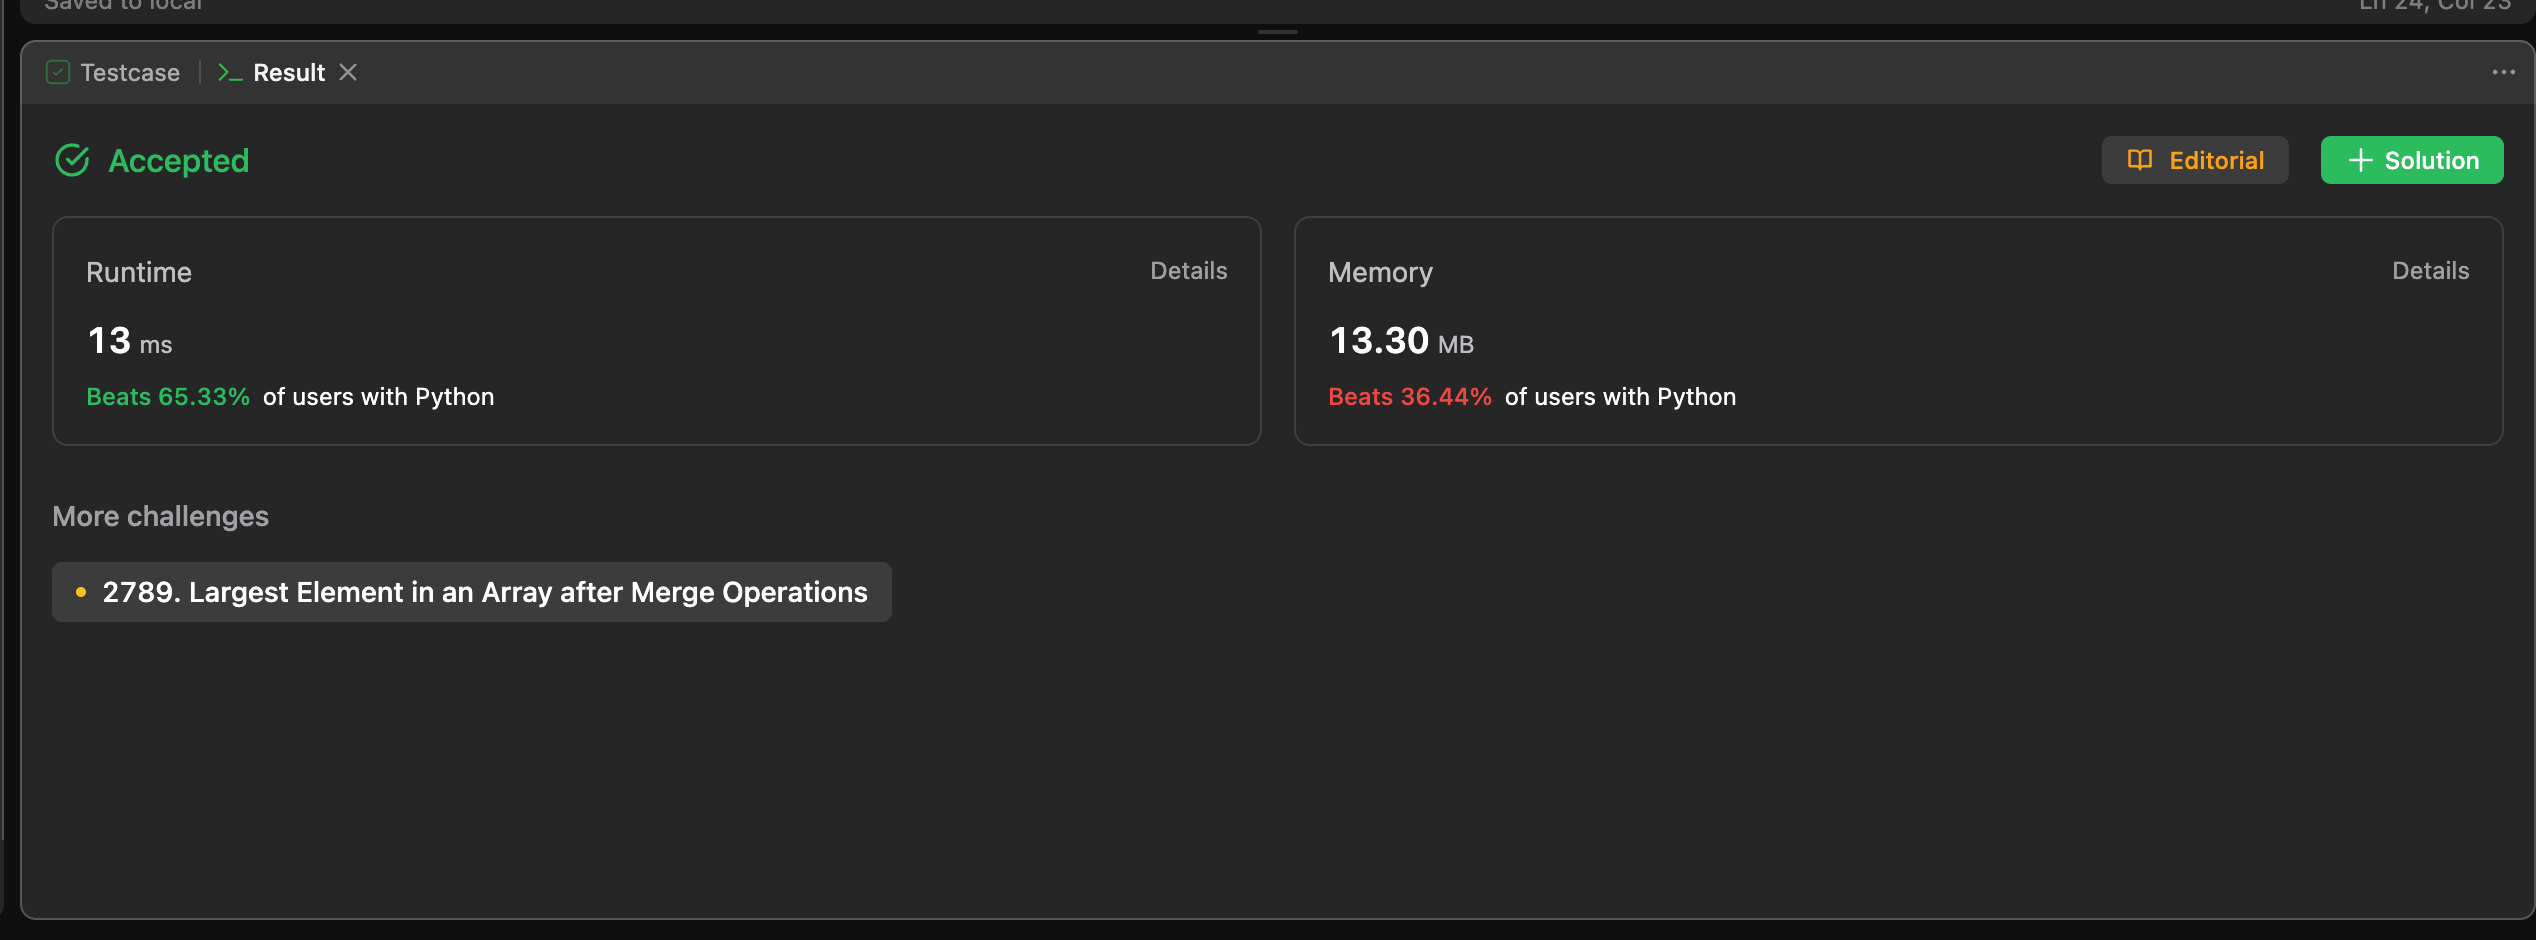 Saved to local
Ln 24, Col 23
Testcase
Result
Accepted
Editorial
Solution
Runtime
Details
13 ms
Beats 65.33% of users with Python
Memory
Details
13.30 MB
Beats 36.44% of users with Python
More challenges
2789. Largest Element in an Array after Merge Operations